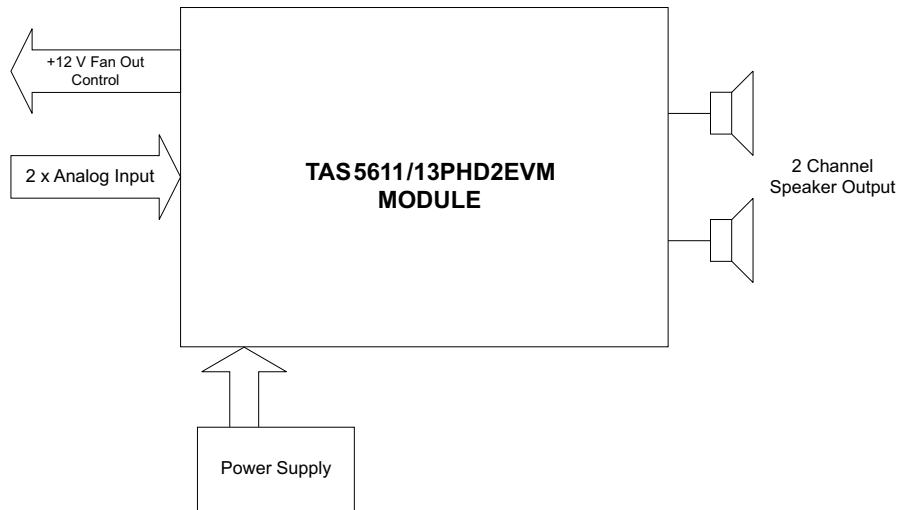 +12 V Fan Out
Control
2 x Analog Input
TAS5611/13PHD2EVM
MODULE
2 Channel
Speaker Output
Power Supply